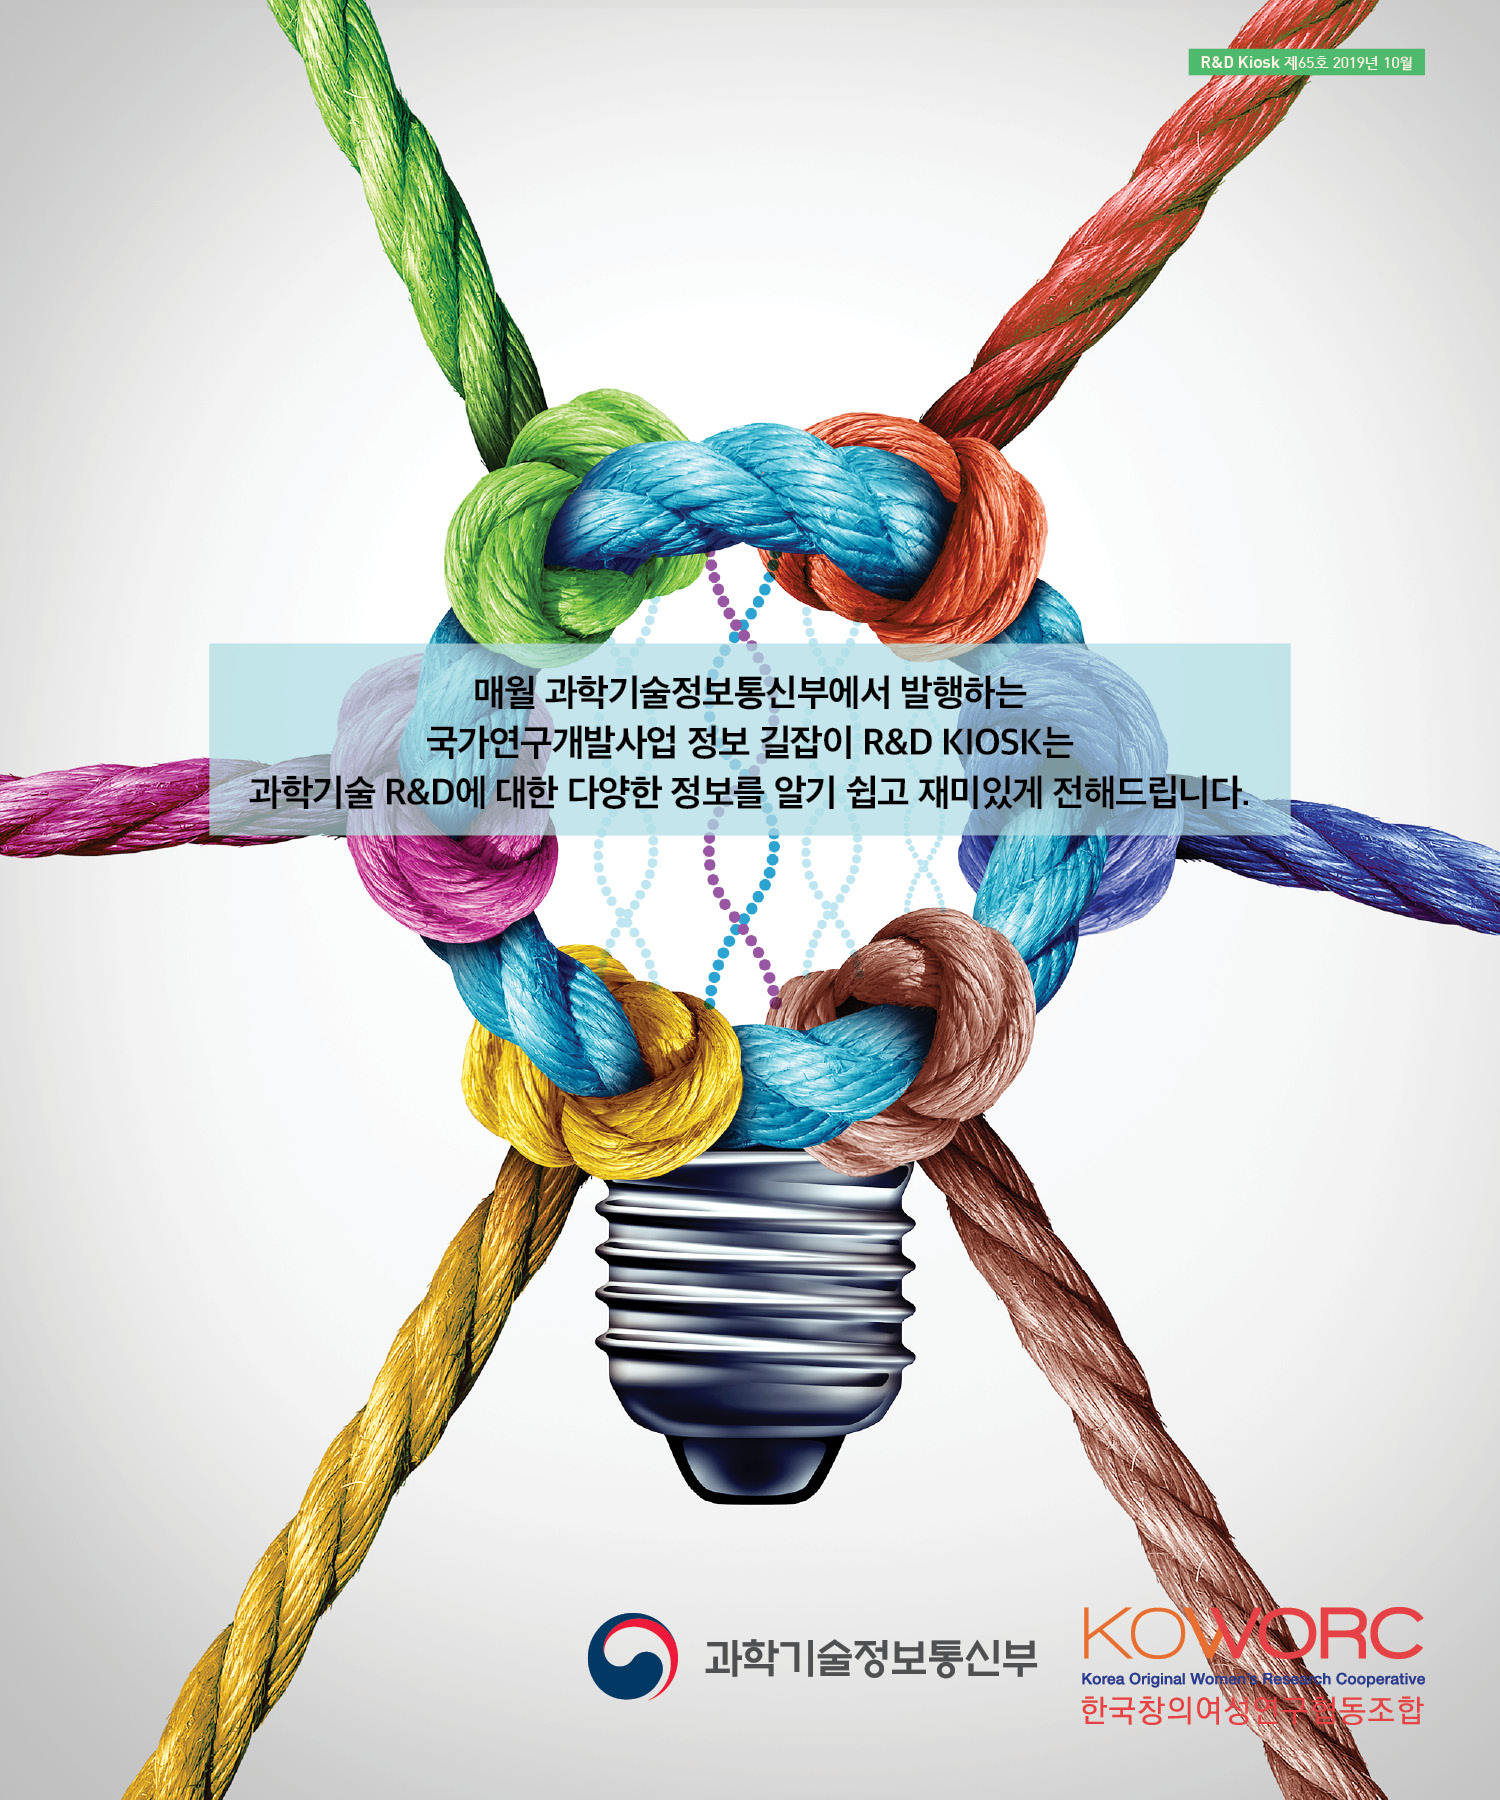 R&D Kiosk 제65호 2019년 10월
매월 과학기술정보통신부에서 발행하는
국가연구개발사업 정보 길잡이 R&D KIOSK는
과학기술 R&D에 대한 다양한 정보를 알기 쉽고 재미있게 전해드립니다.
과학기술정보통신부
KOWORC
Korea Original Women's Research Cooperative
한국창의여성연구협동조합